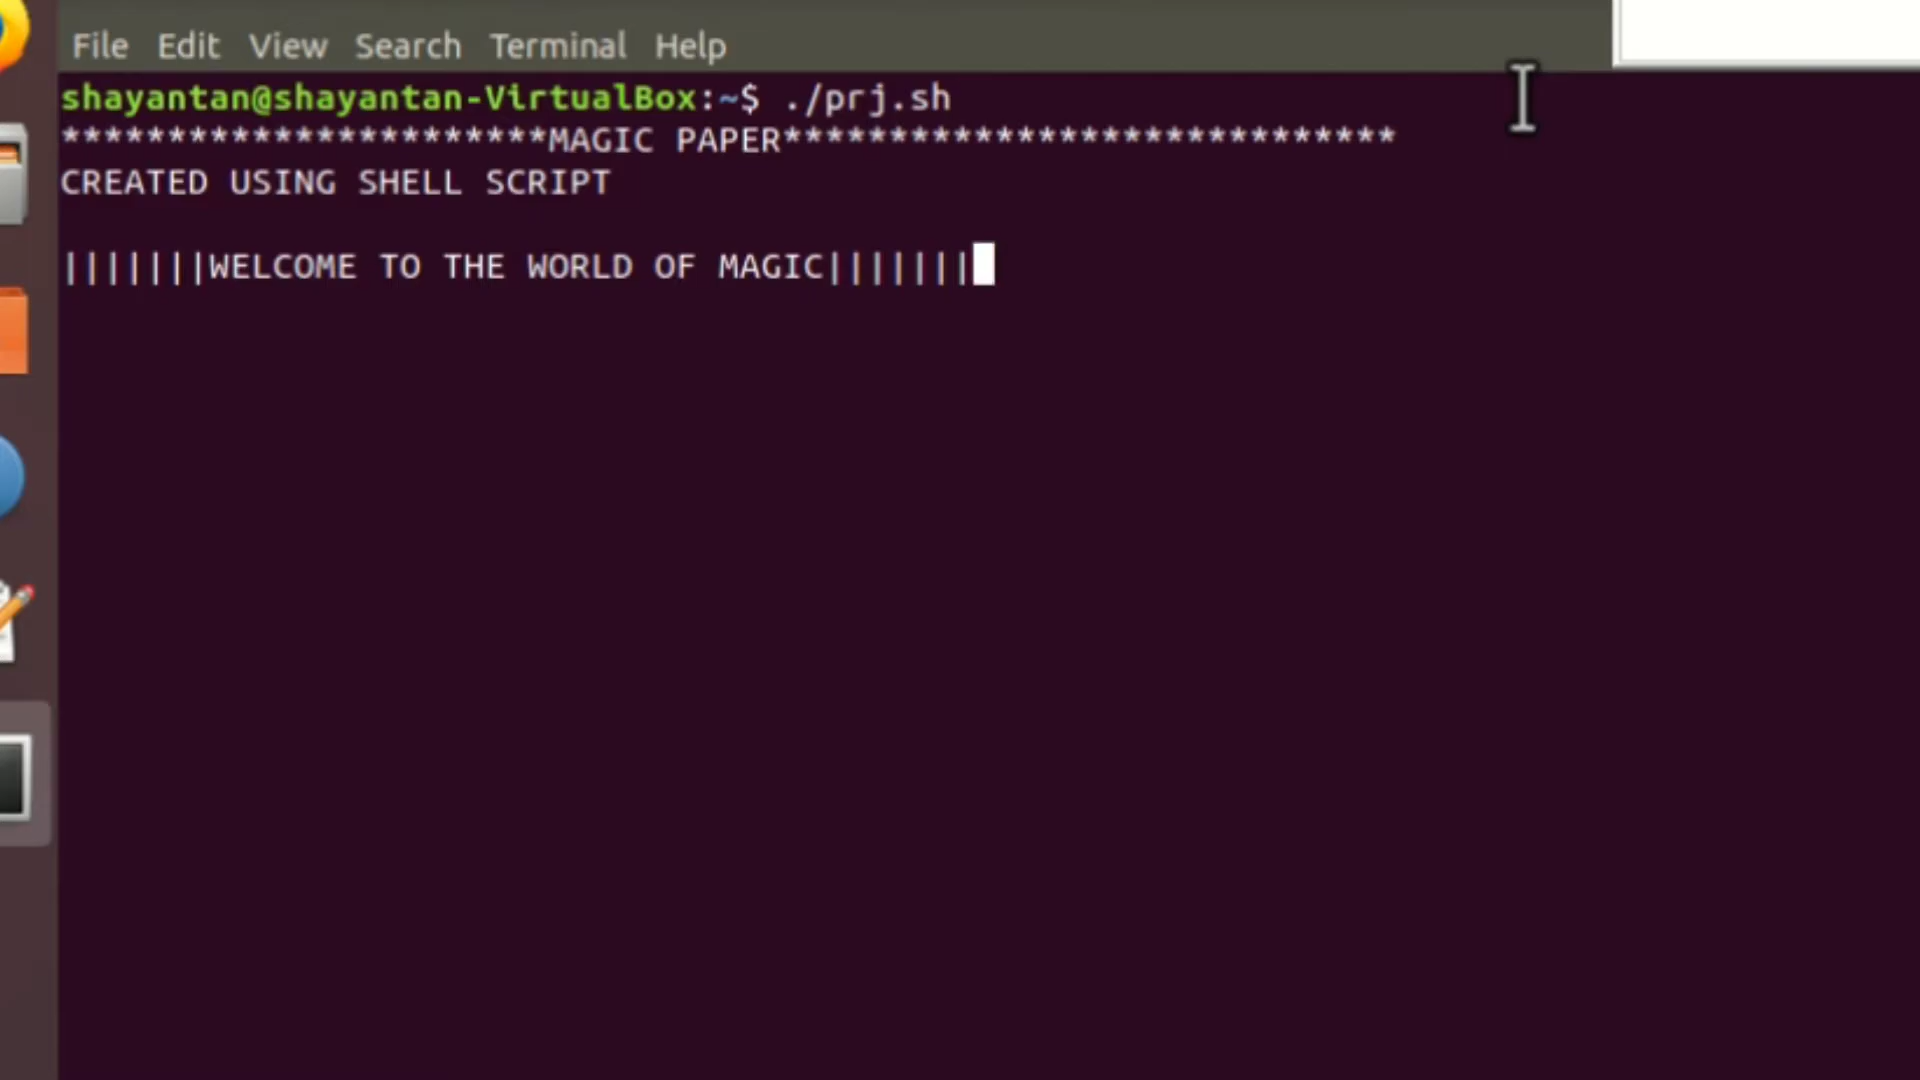 File Edit View Search Terminal Help
shayantan@shayantan-VirtualBox:~$ ./prj.sh
***********************MAGIC PAPER*****************************
CREATED USING SHELL SCRIPT
|||||||WELCOME TO THE WORLD OF MAGIC|||||||